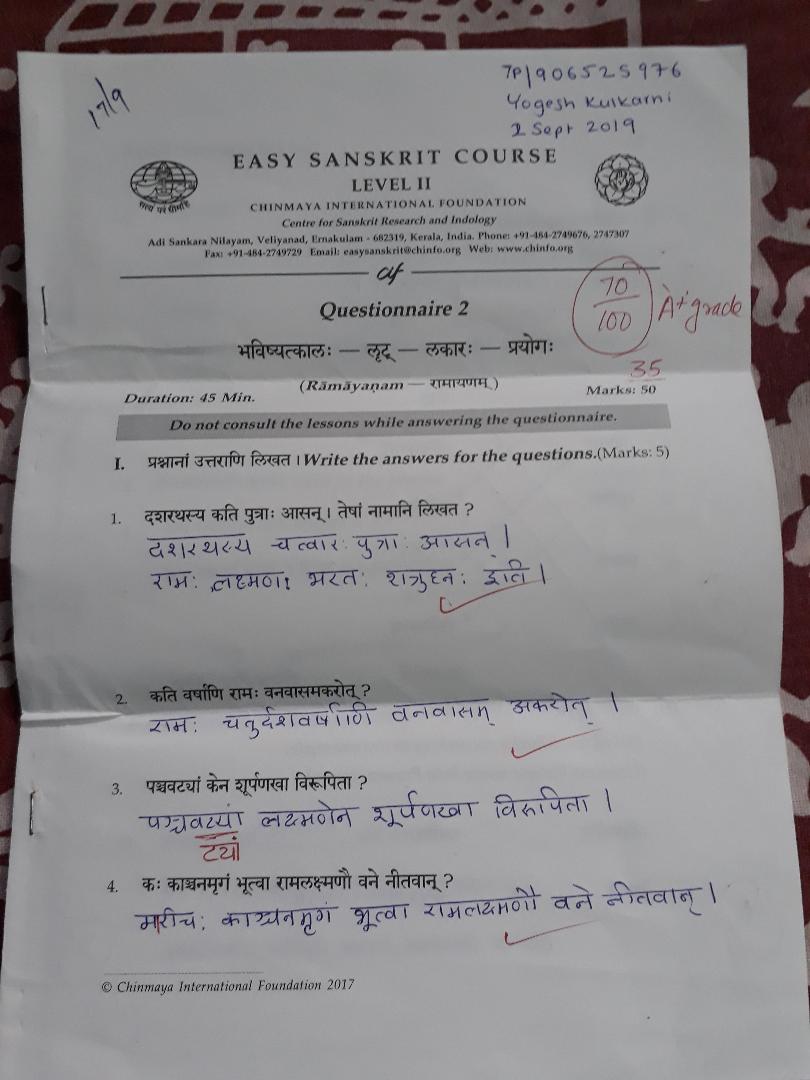 17/9
7P/906525976
Yogesh Kulkarni
2 Sept 2019
EASY SANSKRIT COURSE
LEVEL II
CHINMAYA INTERNATIONAL FOUNDATION
Centre for Sanskrit Research and Indology
Adi Sankara Nilayam, Veliyanad, Ernakulam - 682319, Kerala, India. Phone: +91-484-2749676, 2747307
Fax: +91-484-2749729 Email: easysanskrit@chinfo.org Web: www.chinfo.org
Questionnaire 2
70
100
A+ grade
भविष्यत्कालः — लृट् — लकारः — प्रयोगः
(Rāmāyaṇam — रामायणम्)
35
Duration: 45 Min.
Marks: 50
Do not consult the lessons while answering the questionnaire.
I. प्रश्नानां उत्तराणि लिखत। Write the answers for the questions.(Marks: 5)
1. दशरथस्य कति पुत्राः आसन्। तेषां नामानि लिखत ?
दशरथस्य चत्वारः पुत्राः आसन्।
रामः लक्ष्मणः भरतः शत्रुघ्नः इति।
2. कति वर्षाणि रामः वनवासमकरोत् ?
रामः चतुर्दशवर्षाणि वनवासम् अकरोत्।
3. पञ्चवट्यां केन शूर्पणखा विरूपिता ?
पञ्चवट्यां लक्ष्मणेन शूर्पणखा विरुपिता।
ट्यां
4. कः काञ्चनमृगं भूत्वा रामलक्ष्मणौ वने नीतवान् ?
मारीचः काञ्चनमृगं भूत्वा रामलक्ष्मणौ वने नीतवान्।
© Chinmaya International Foundation 2017